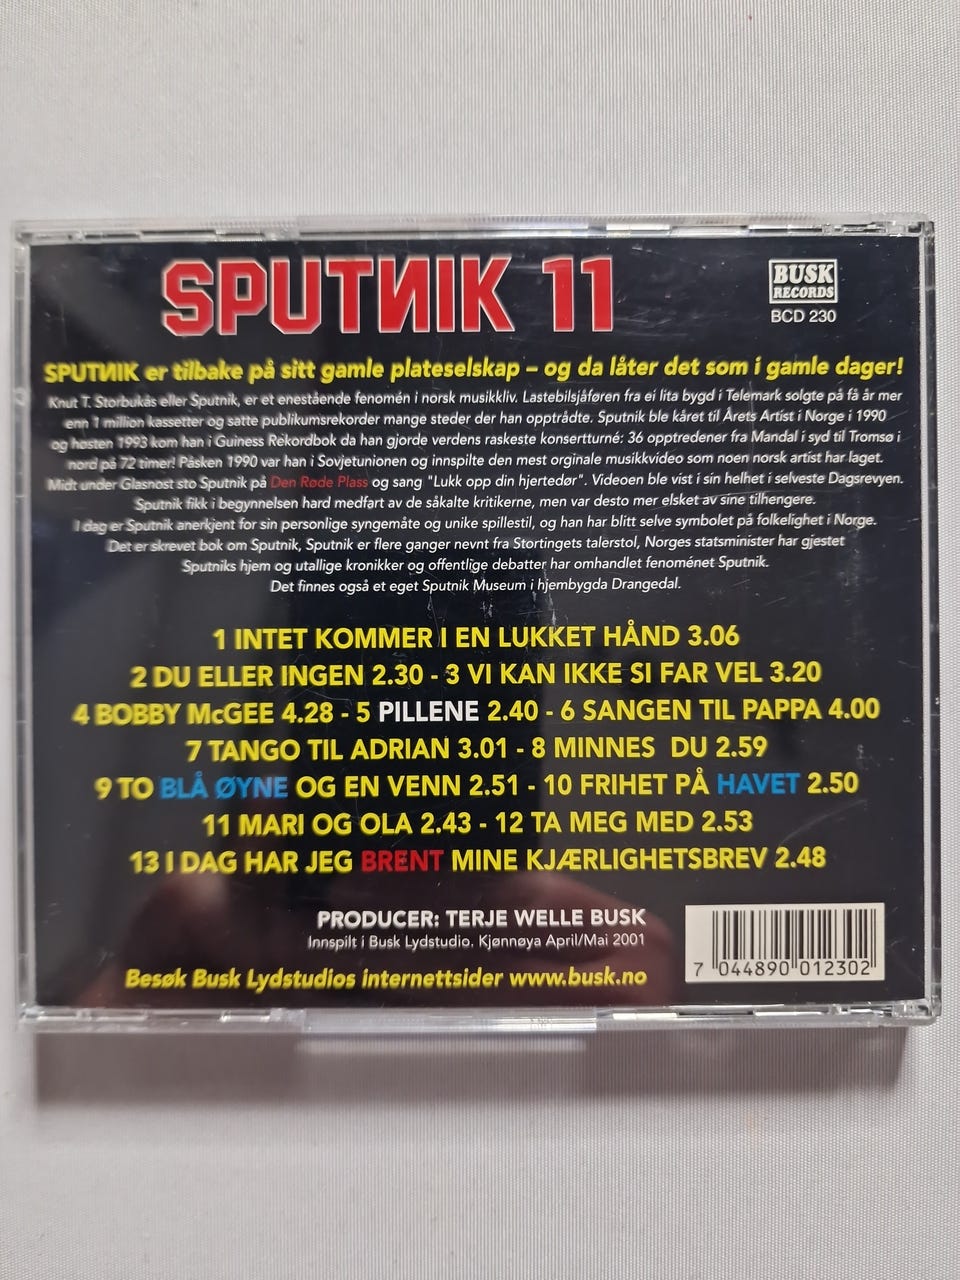 SPUTИIK 11
BUSK
RECORDS
BCD 230
SPUTИIK er tilbake på sitt gamle plateselskap – og da låter det som i gamle dager!
Knut T. Storbukås eller Sputnik, er et enestående fenomén i norsk musikkliv. Lastebilsjåføren fra ei lita bygd i Telemark solgte på få år mer
enn 1 million kassetter og satte publikumsrekorder mange steder der han opptrådte. Sputnik ble kåret til Årets Artist i Norge i 1990
og høsten 1993 kom han i Guiness Rekordbok da han gjorde verdens raskeste konsertturné: 36 opptredener fra Mandal i syd til Tromsø i
nord på 72 timer! Påsken 1990 var han i Sovjetunionen og innspilte den mest orginale musikkvideo som noen norsk artist har laget.
Midt under Glasnost sto Sputnik på Den Røde Plass og sang "Lukk opp din hjertedør". Videoen ble vist i sin helhet i selveste Dagsrevyen.
Sputnik fikk i begynnelsen hard medfart av de såkalte kritikerne, men var desto mer elsket av sine tilhengere.
I dag er Sputnik anerkjent for sin personlige syngemåte og unike spillestil, og han har blitt selve symbolet på folkelighet i Norge.
Det er skrevet bok om Sputnik, Sputnik er flere ganger nevnt fra Stortingets talerstol, Norges statsminister har gjestet
Sputniks hjem og utallige kronikker og offentlige debatter har omhandlet fenoménet Sputnik.
Det finnes også et eget Sputnik Museum i hjembygda Drangedal.
1 INTET KOMMER I EN LUKKET HÅND 3.06
2 DU ELLER INGEN 2.30 - 3 VI KAN IKKE SI FAR VEL 3.20
4 BOBBY McGEE 4.28 - 5 PILLENE 2.40 - 6 SANGEN TIL PAPPA 4.00
7 TANGO TIL ADRIAN 3.01 - 8 MINNES DU 2.59
9 TO BLÅ ØYNE OG EN VENN 2.51 - 10 FRIHET PÅ HAVET 2.50
11 MARI OG OLA 2.43 - 12 TA MEG MED 2.53
13 I DAG HAR JEG BRENT MINE KJÆRLIGHETSBREV 2.48
PRODUCER: TERJE WELLE BUSK
Innspilt i Busk Lydstudio. Kjønnøya April/Mai 2001
Besøk Busk Lydstudios internettsider www.busk.no
7 044890 012302